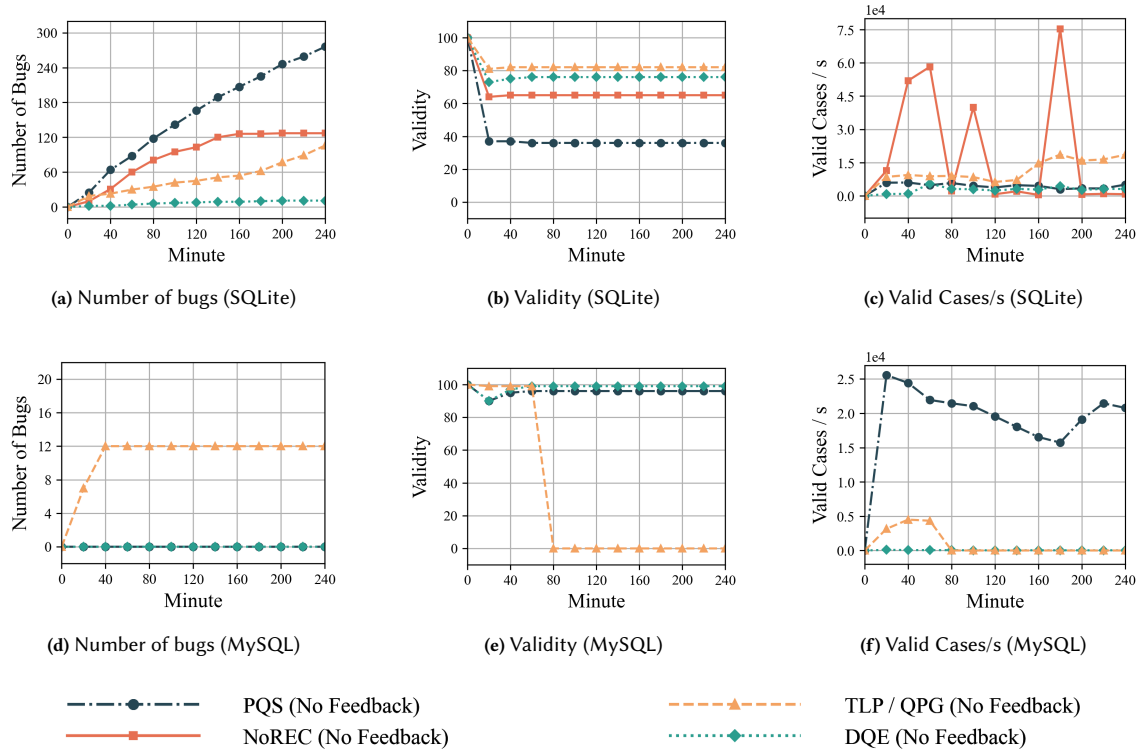 300
240
180
120
60
0
Number of Bugs
0 40 80 120 160 200 240
Minute
(a) Number of bugs (SQLite)
100
80
60
40
20
0
Validity
0 40 80 120 160 200 240
Minute
(b) Validity (SQLite)
1e4
7.5
6.0
4.5
3.0
1.5
0.0
Valid Cases / s
0 40 80 120 160 200 240
Minute
(c) Valid Cases/s (SQLite)
20
16
12
8
4
0
Number of Bugs
0 40 80 120 160 200 240
Minute
(d) Number of bugs (MySQL)
100
80
60
40
20
0
Validity
0 40 80 120 160 200 240
Minute
(e) Validity (MySQL)
1e4
2.5
2.0
1.5
1.0
0.5
0.0
Valid Cases / s
0 40 80 120 160 200 240
Minute
(f) Valid Cases/s (MySQL)
PQS (No Feedback)
NoREC (No Feedback)
TLP / QPG (No Feedback)
DQE (No Feedback)